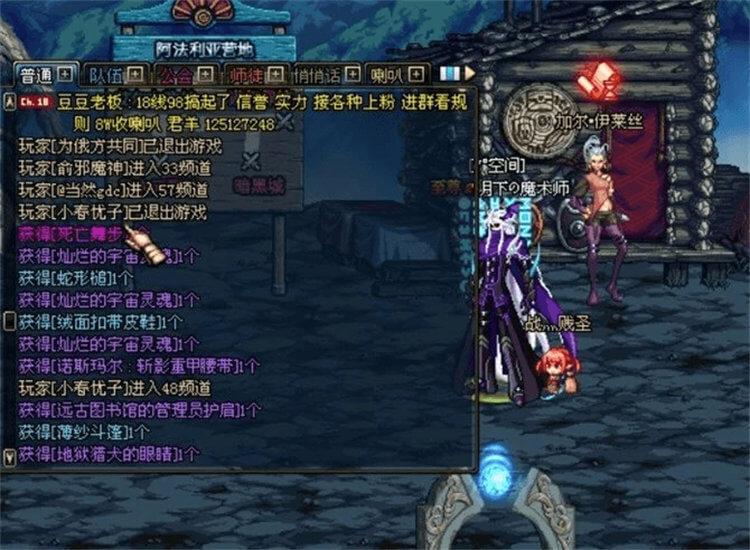 阿法利亚营地
普通 队伍 公会 师徒 悄悄话 喇叭
Ch.18 豆豆老板：18线98搞起了 信誉 实力 接各种上粉 进群看规
则 8W收喇叭 君羊 125127248
玩家[为俄方共同]已退出游戏
玩家[俞邪魔神]进入33频道
玩家[@当然gdc]进入57频道
玩家[小春忧子]已退出游戏
获得[死亡舞步
获得[灿烂的宇宙灵魂]1个
获得[蛇形槌]1个
获得[灿烂的宇宙灵魂]1个
获得[绒面扣带皮鞋]1个
获得[灿烂的宇宙灵魂]1个
获得[诺斯玛尔：斩影重甲腰带]1个
玩家[小春忧子]进入48频道
获得[远古图书馆的管理员护肩]1个
获得[薄纱斗篷]1个
获得[地狱猎犬的眼睛]1个
暗黑城
加尔·伊莱丝
空间]
至尊
月下の魔术师
贱圣